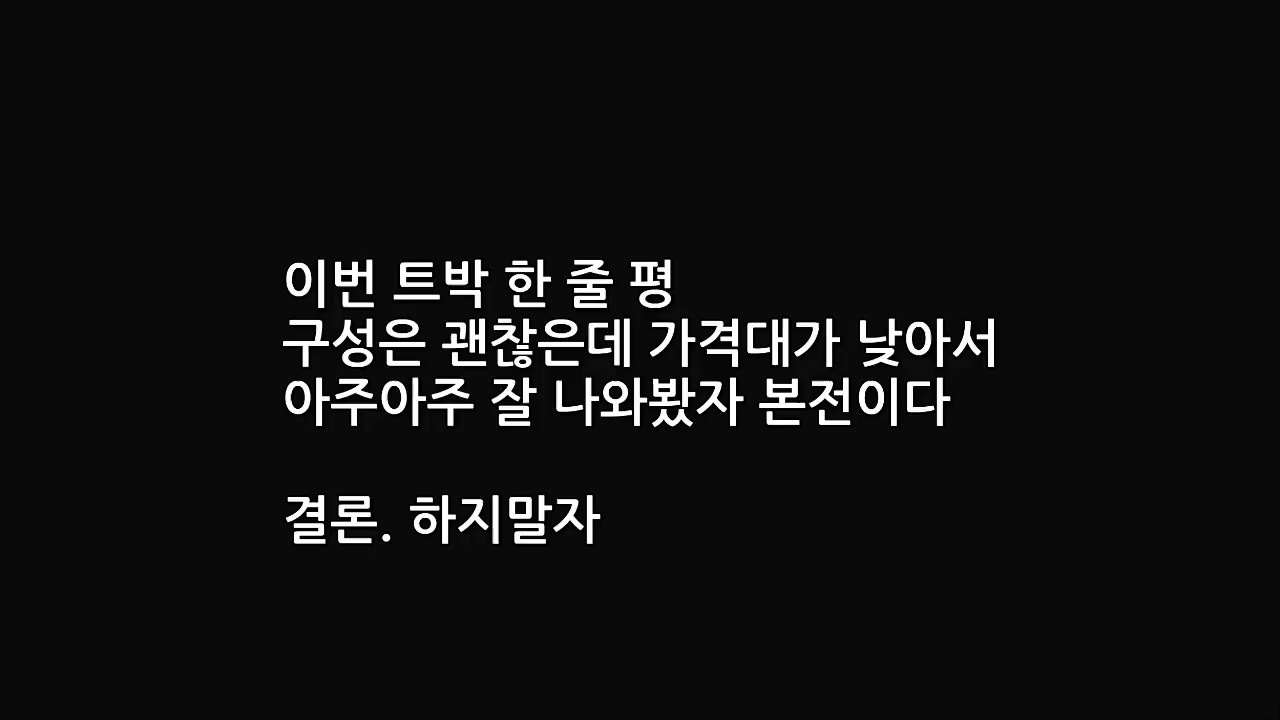 이번 트박 한 줄 평
구성은 괜찮은데 가격대가 낮아서
아주아주 잘 나와봤자 본전이다
결론. 하지말자